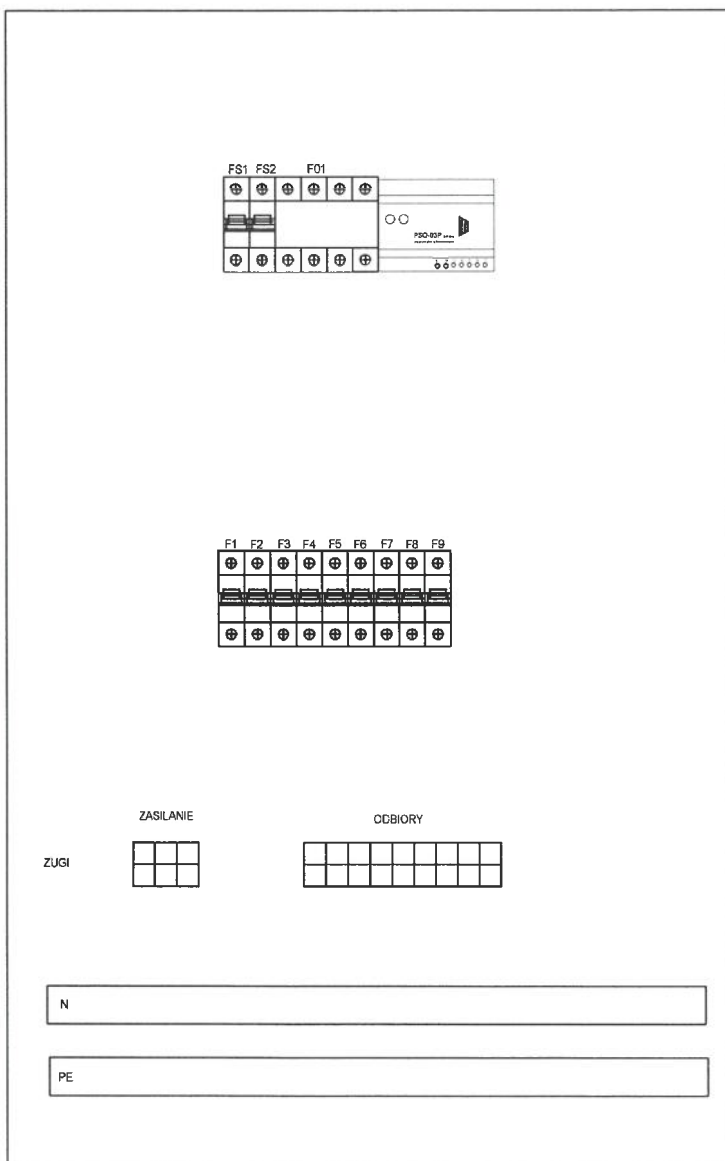 FS1 FS2 F01
PSO-03P
F1 F2 F3 F4 F5 F6 F7 F8 F9
ZASILANIE ODBIORY
ZUGI
N
PE